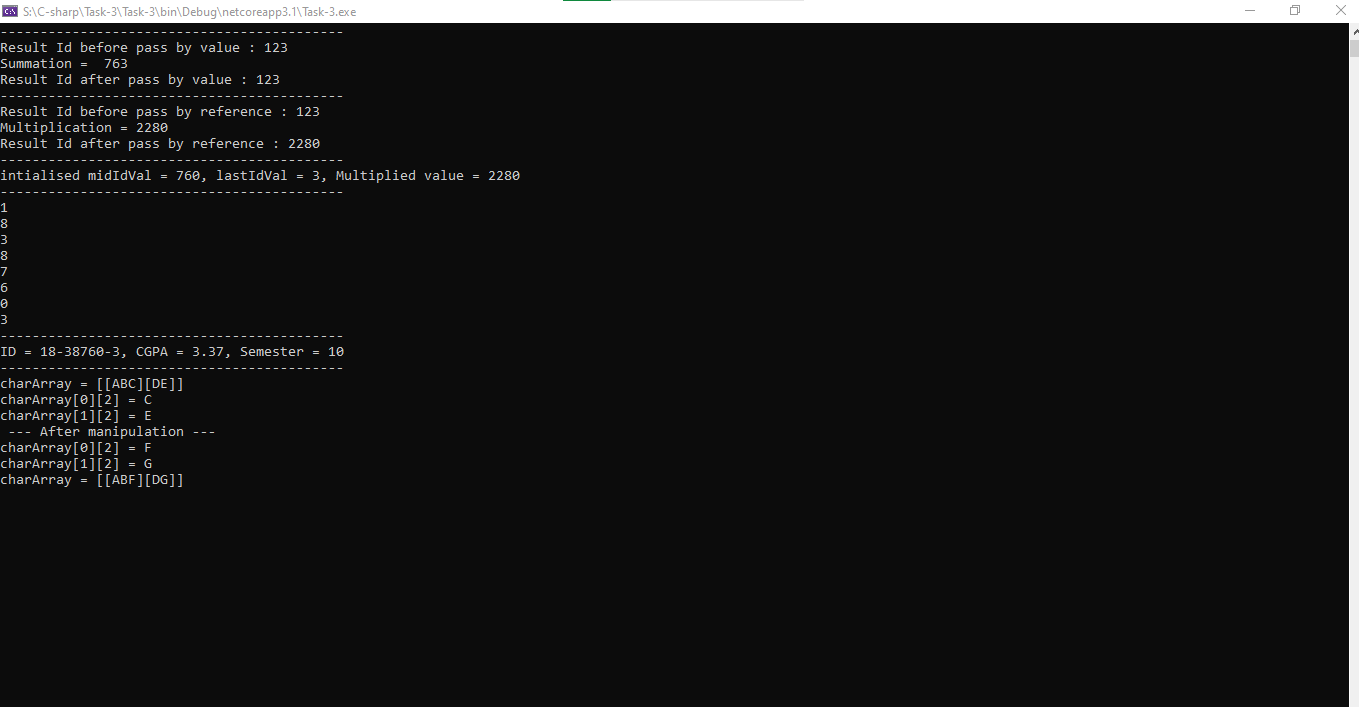 S:\C-sharp\Task-3\Task-3\bin\Debug\netcoreapp3.1\Task-3.exe
-------------------------------------------
Result Id before pass by value : 123
Summation =  763
Result Id after pass by value : 123
-------------------------------------------
Result Id before pass by reference : 123
Multiplication = 2280
Result Id after pass by reference : 2280
-------------------------------------------
intialised midIdVal = 760, lastIdVal = 3, Multiplied value = 2280
-------------------------------------------
1
8
3
8
7
6
0
3
-------------------------------------------
ID = 18-38760-3, CGPA = 3.37, Semester = 10
-------------------------------------------
charArray = [[ABC][DE]]
charArray[0][2] = C
charArray[1][2] = E
 --- After manipulation ---
charArray[0][2] = F
charArray[1][2] = G
charArray = [[ABF][DG]]